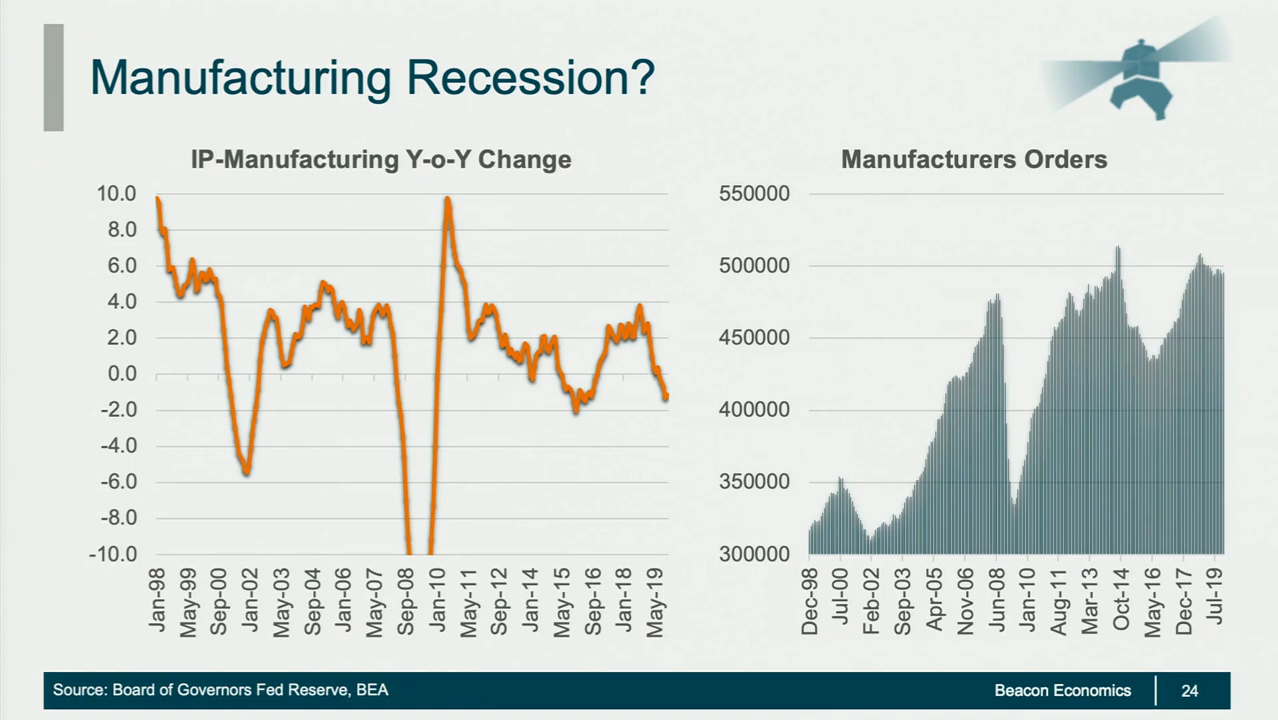 Manufacturing Recession?
IP-Manufacturing Y-o-Y Change
10.0
8.0
6.0
4.0
2.0
0.0
-2.0
-4.0
-6.0
-8.0
-10.0
Jan-98
May-99
Sep-00
Jan-02
May-03
Sep-04
Jan-06
May-07
Sep-08
Jan-10
May-11
Sep-12
Jan-14
May-15
Sep-16
Jan-18
May-19
Manufacturers Orders
550000
500000
450000
400000
350000
300000
Dec-98
Jul-00
Feb-02
Sep-03
Apr-05
Nov-06
Jun-08
Jan-10
Aug-11
Mar-13
Oct-14
May-16
Dec-17
Jul-19
Source: Board of Governors Fed Reserve, BEA
Beacon Economics
24